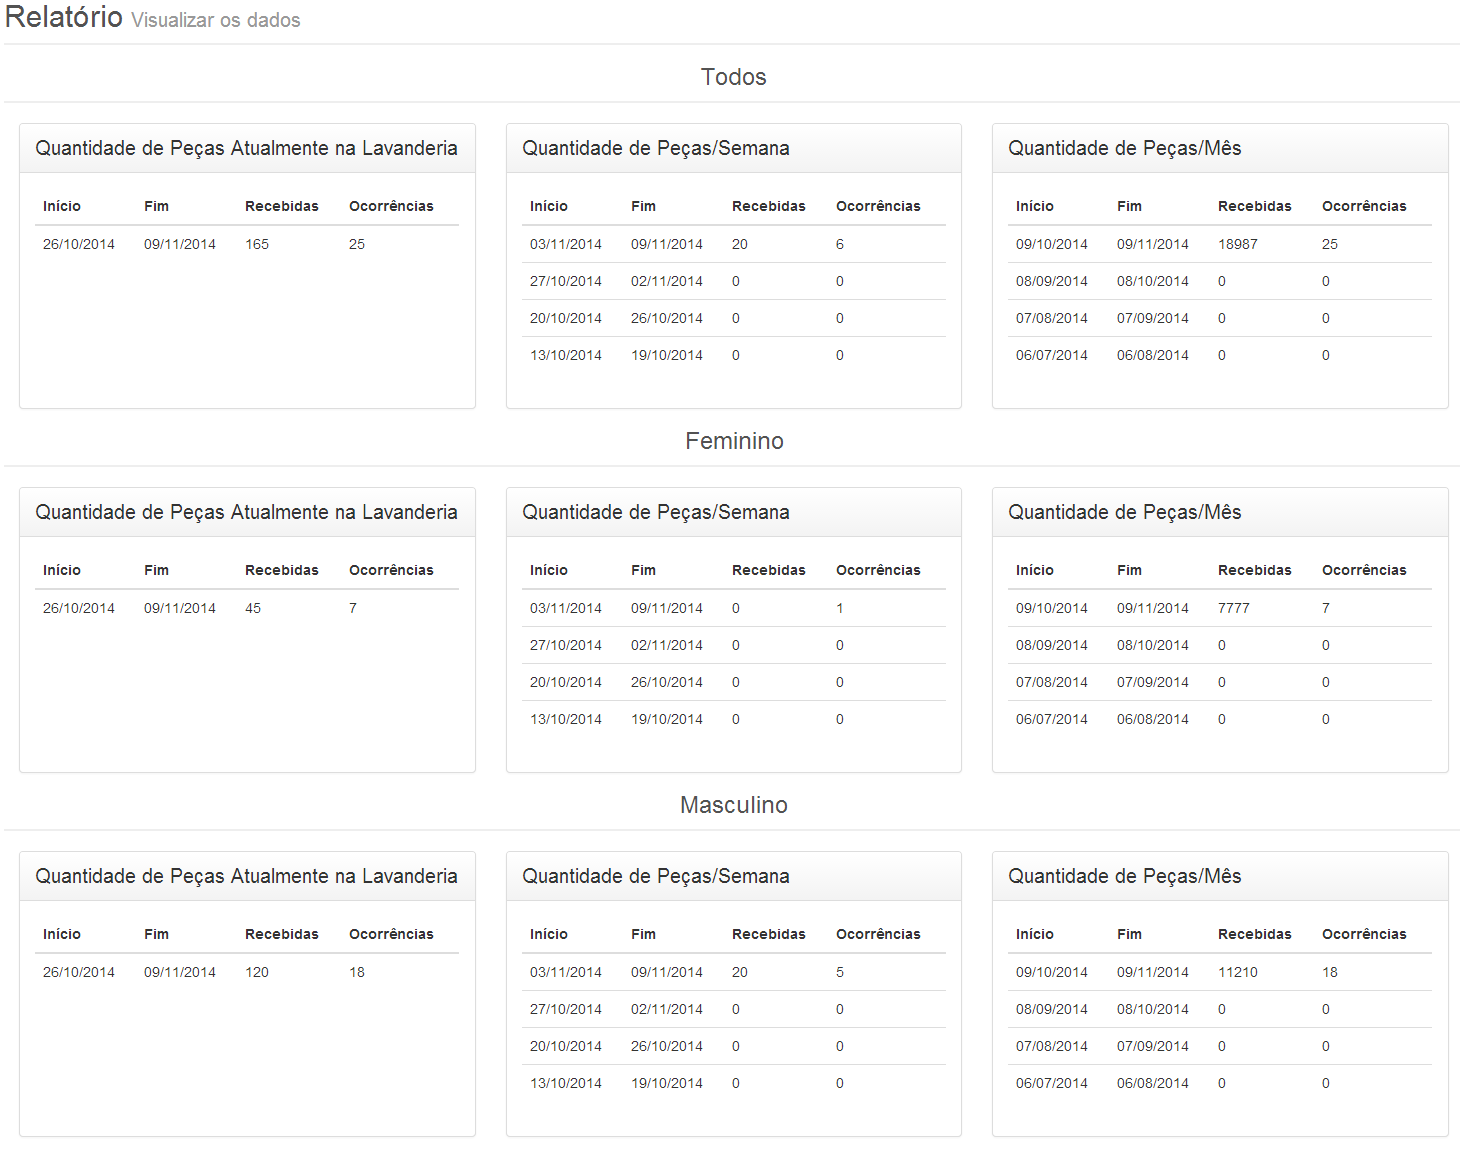 Relatório Visualizar os dados
Todos
Quantidade de Peças Atualmente na Lavanderia
Início Fim Recebidas Ocorrências
26/10/2014 09/11/2014 165 25
Quantidade de Peças/Semana
Início Fim Recebidas Ocorrências
03/11/2014 09/11/2014 20 6
27/10/2014 02/11/2014 0 0
20/10/2014 26/10/2014 0 0
13/10/2014 19/10/2014 0 0
Quantidade de Peças/Mês
Início Fim Recebidas Ocorrências
09/10/2014 09/11/2014 18987 25
08/09/2014 08/10/2014 0 0
07/08/2014 07/09/2014 0 0
06/07/2014 06/08/2014 0 0
Feminino
Quantidade de Peças Atualmente na Lavanderia
Início Fim Recebidas Ocorrências
26/10/2014 09/11/2014 45 7
Quantidade de Peças/Semana
Início Fim Recebidas Ocorrências
03/11/2014 09/11/2014 0 1
27/10/2014 02/11/2014 0 0
20/10/2014 26/10/2014 0 0
13/10/2014 19/10/2014 0 0
Quantidade de Peças/Mês
Início Fim Recebidas Ocorrências
09/10/2014 09/11/2014 7777 7
08/09/2014 08/10/2014 0 0
07/08/2014 07/09/2014 0 0
06/07/2014 06/08/2014 0 0
Masculino
Quantidade de Peças Atualmente na Lavanderia
Início Fim Recebidas Ocorrências
26/10/2014 09/11/2014 120 18
Quantidade de Peças/Semana
Início Fim Recebidas Ocorrências
03/11/2014 09/11/2014 20 5
27/10/2014 02/11/2014 0 0
20/10/2014 26/10/2014 0 0
13/10/2014 19/10/2014 0 0
Quantidade de Peças/Mês
Início Fim Recebidas Ocorrências
09/10/2014 09/11/2014 11210 18
08/09/2014 08/10/2014 0 0
07/08/2014 07/09/2014 0 0
06/07/2014 06/08/2014 0 0